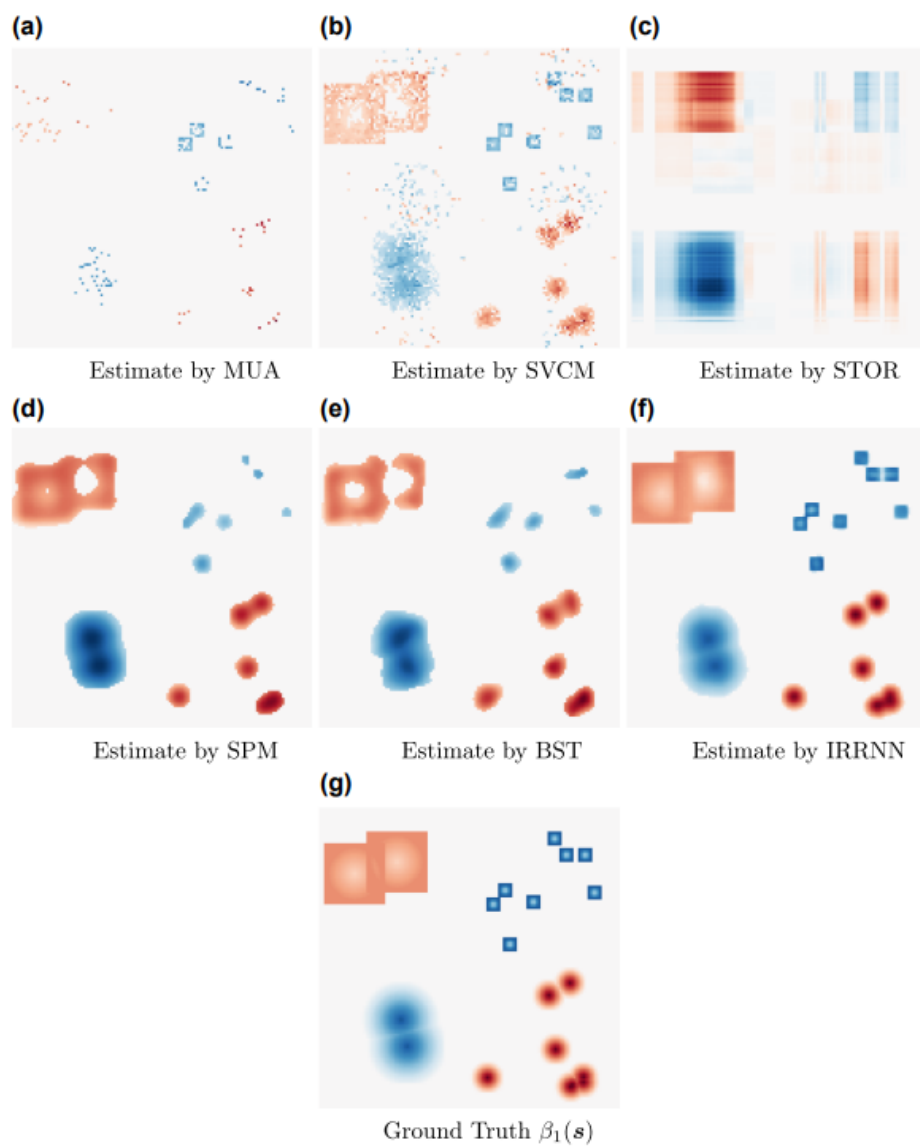 (a)
(b)
(c)
Estimate by MUA
Estimate by SVCM
Estimate by STOR
(d)
(e)
(f)
Estimate by SPM
Estimate by BST
Estimate by IRRNN
(g)
Ground Truth β₁(s)